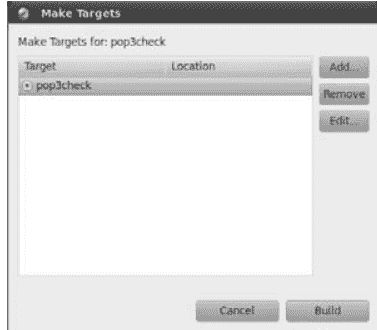 Make Targets
Make Targets for: pop3check
Target Location
Add...
pop3check
Remove
Edit...
Cancel Build